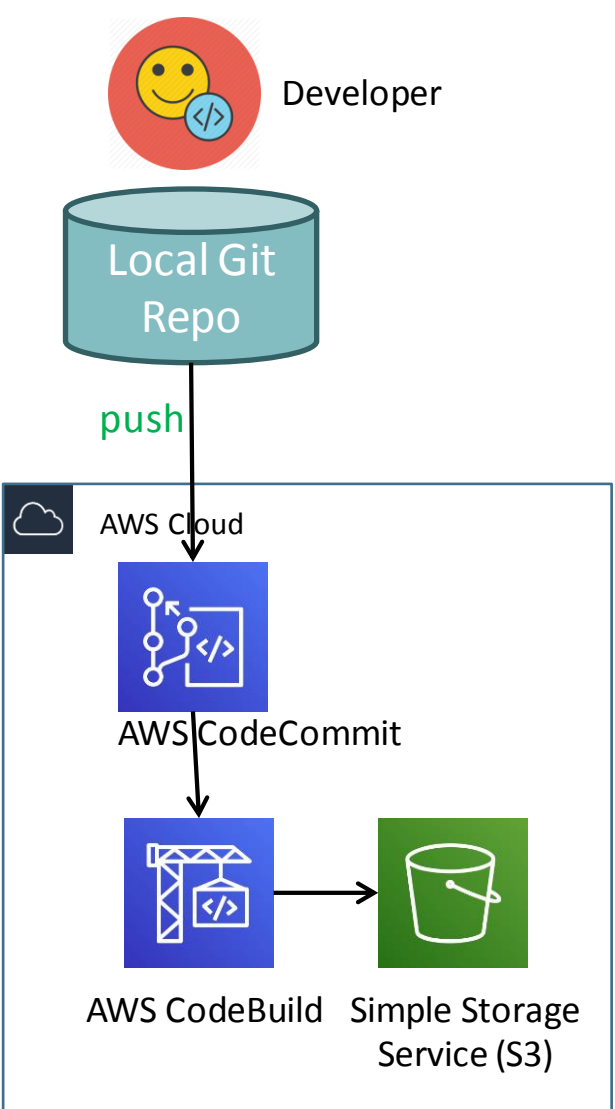 Developer
</>
Local Git
Repo
push
AWS Cloud
</>
AWS CodeCommit
</>
AWS CodeBuild
Simple Storage
Service (S3)